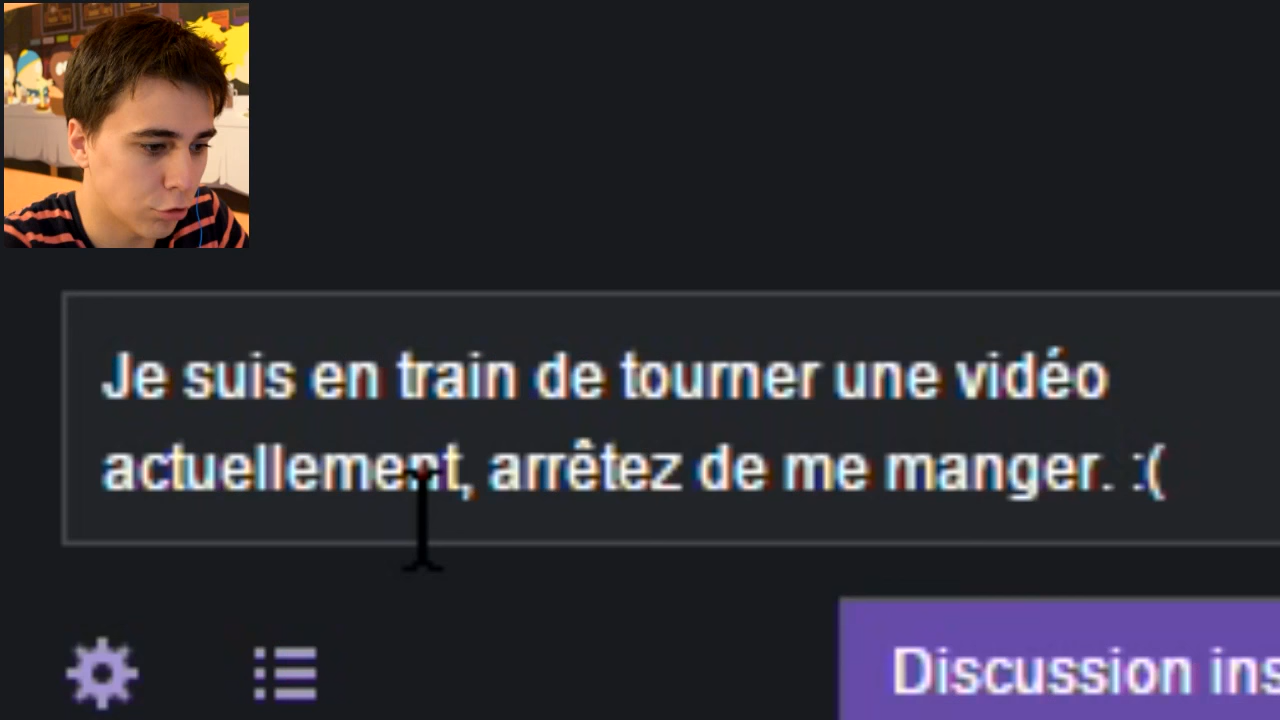 Je suis en train de tourner une vidéo
actuellement, arrêtez de me manger. :(
Discussion ins